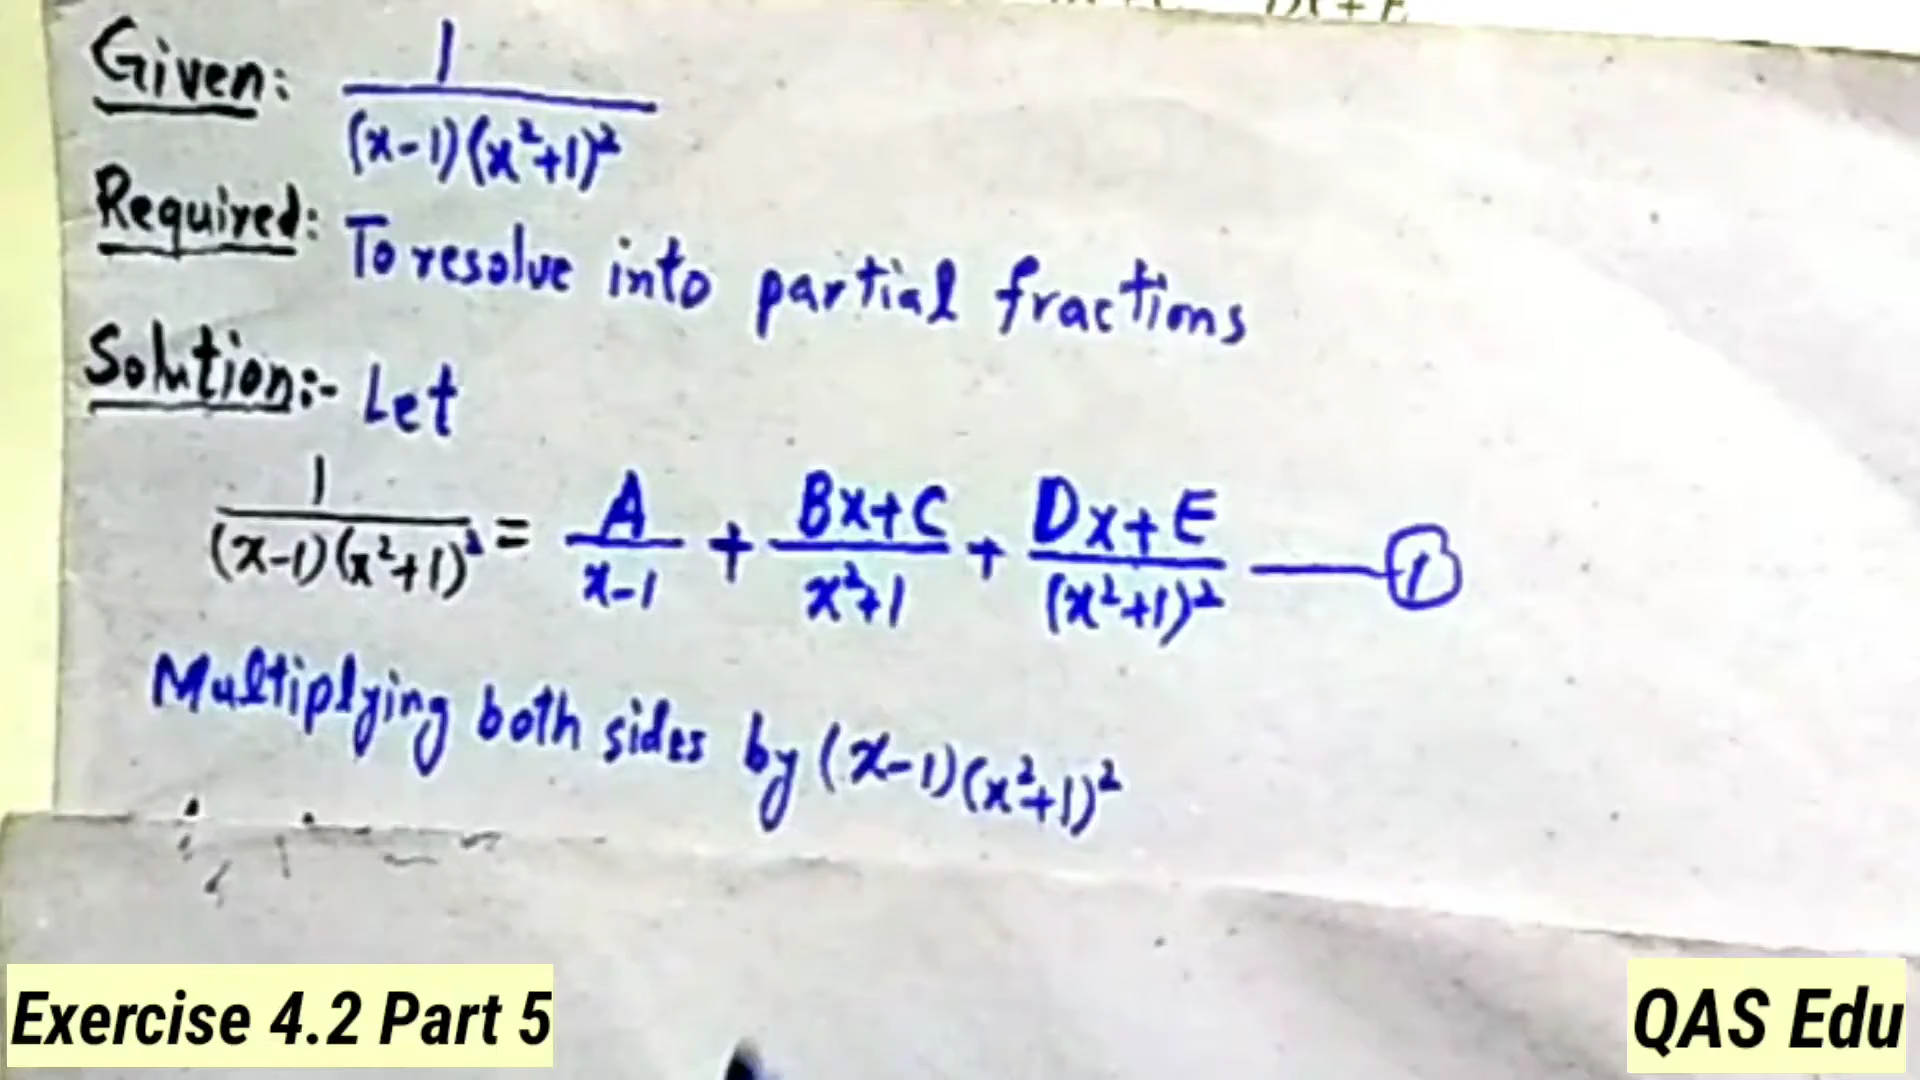 Given: 1/((x-1)(x²+1)²)
Required: To resolve into partial fractions
Solution:- Let
1/((x-1)(x²+1)²) = A/(x-1) + (Bx+C)/(x²+1) + (Dx+E)/(x²+1)² —— ①
Multiplying both sides by (x-1)(x²+1)²
Exercise 4.2 Part 5
QAS Edu